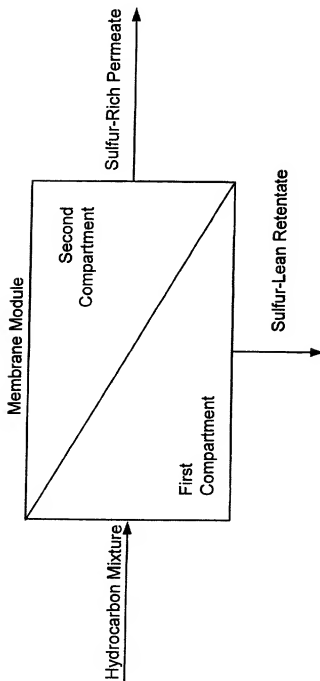 Membrane Module
Hydrocarbon Mixture
First
Compartment
Second
Compartment
Sulfur-Rich Permeate
Sulfur-Lean Retentate